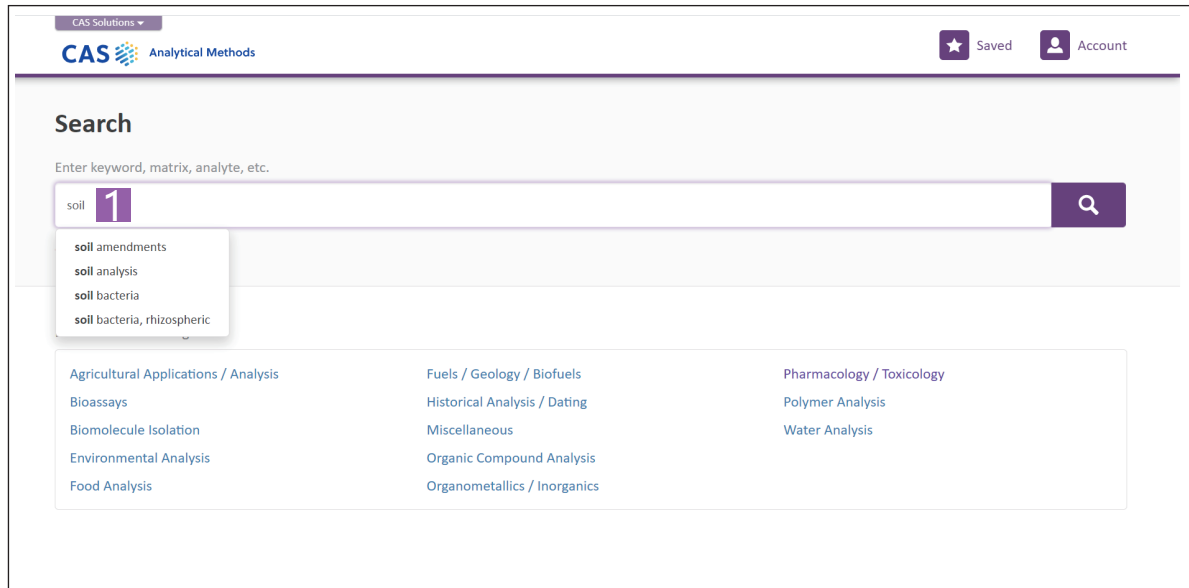 CAS Solutions
CAS Analytical Methods
Saved
Account
Search
Enter keyword, matrix, analyte, etc.
soil 1
soil amendments
soil analysis
soil bacteria
soil bacteria, rhizospheric
Agricultural Applications / Analysis
Bioassays
Biomolecule Isolation
Environmental Analysis
Food Analysis
Fuels / Geology / Biofuels
Historical Analysis / Dating
Miscellaneous
Organic Compound Analysis
Organometallics / Inorganics
Pharmacology / Toxicology
Polymer Analysis
Water Analysis